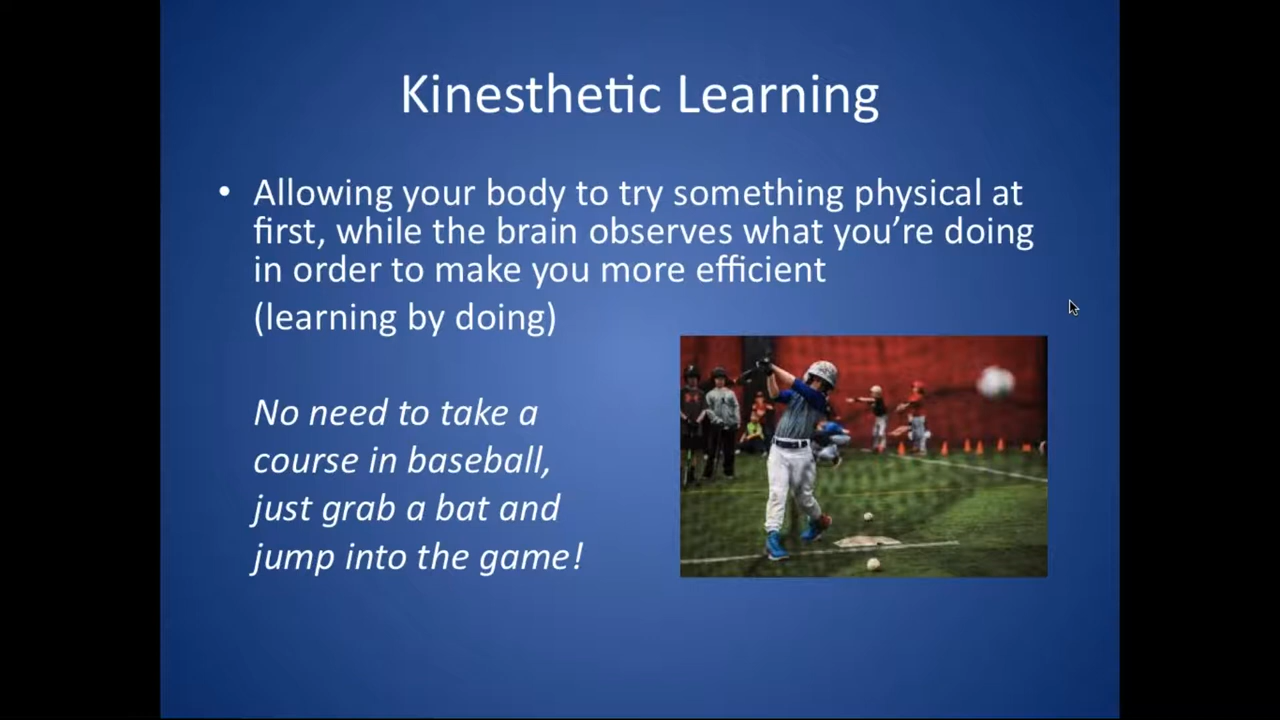 Kinesthetic Learning
• Allowing your body to try something physical at
first, while the brain observes what you’re doing
in order to make you more efficient
(learning by doing)
No need to take a
course in baseball,
just grab a bat and
jump into the game!